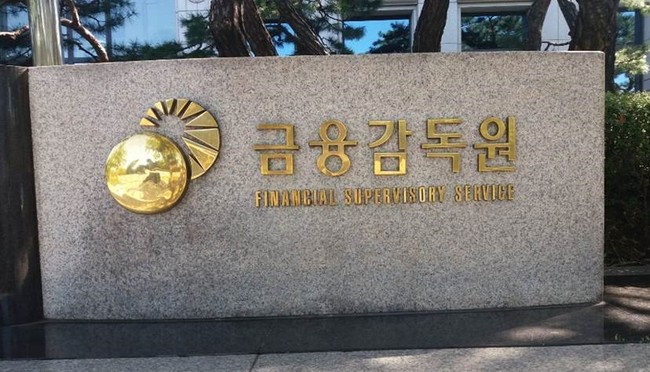 금융감독원
FINANCIAL SUPERVISORY SERVICE